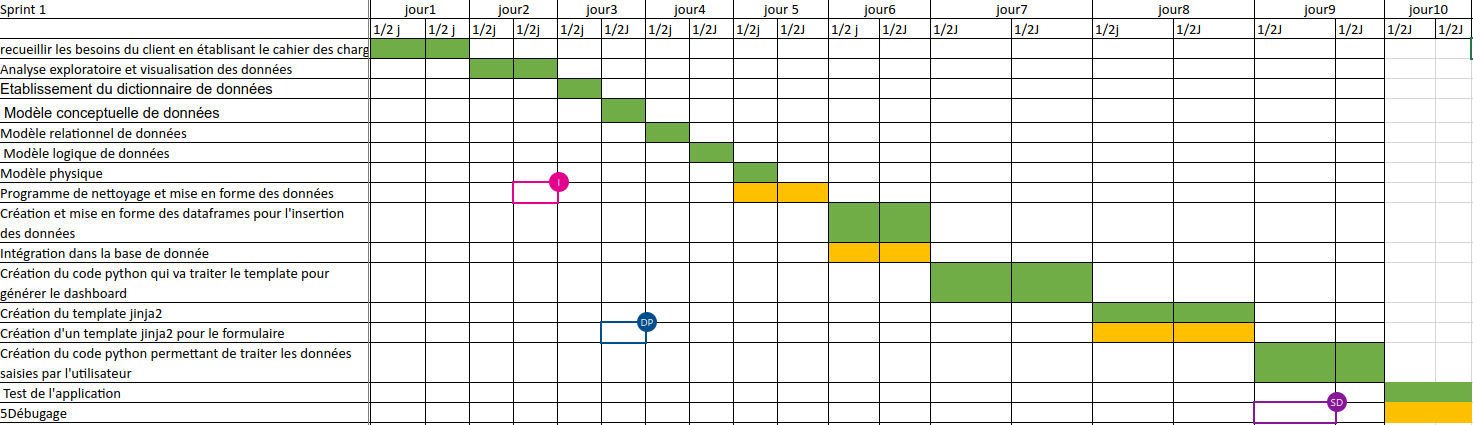 Sprint 1 jour1 jour2 jour3 jour4 jour 5 jour6 jour7 jour8 jour9 jour10
1/2 j 1/2 j 1/2j 1/2j 1/2j 1/2J 1/2j 1/2J 1/2j 1/2J 1/2 j 1/2J 1/2J 1/2J 1/2j 1/2J 1/2J 1/2J 1/2J 1/2J
recueillir les besoins du client en établisant le cahier des charg
Analyse exploratoire et visualisation des données
Etablissement du dictionnaire de données
Modèle conceptuelle de données
Modèle relationnel de données
Modèle logique de données
Modèle physique
I
Programme de nettoyage et mise en forme des données
Création et mise en forme des dataframes pour l'insertion
des données
Intégration dans la base de donnée
Création du code python qui va traiter le template pour
générer le dashboard
Création du template jinja2
DP
Création d'un template jinja2 pour le formulaire
Création du code python permettant de traiter les données
saisies par l'utilisateur
Test de l'application
SD
5Débugage